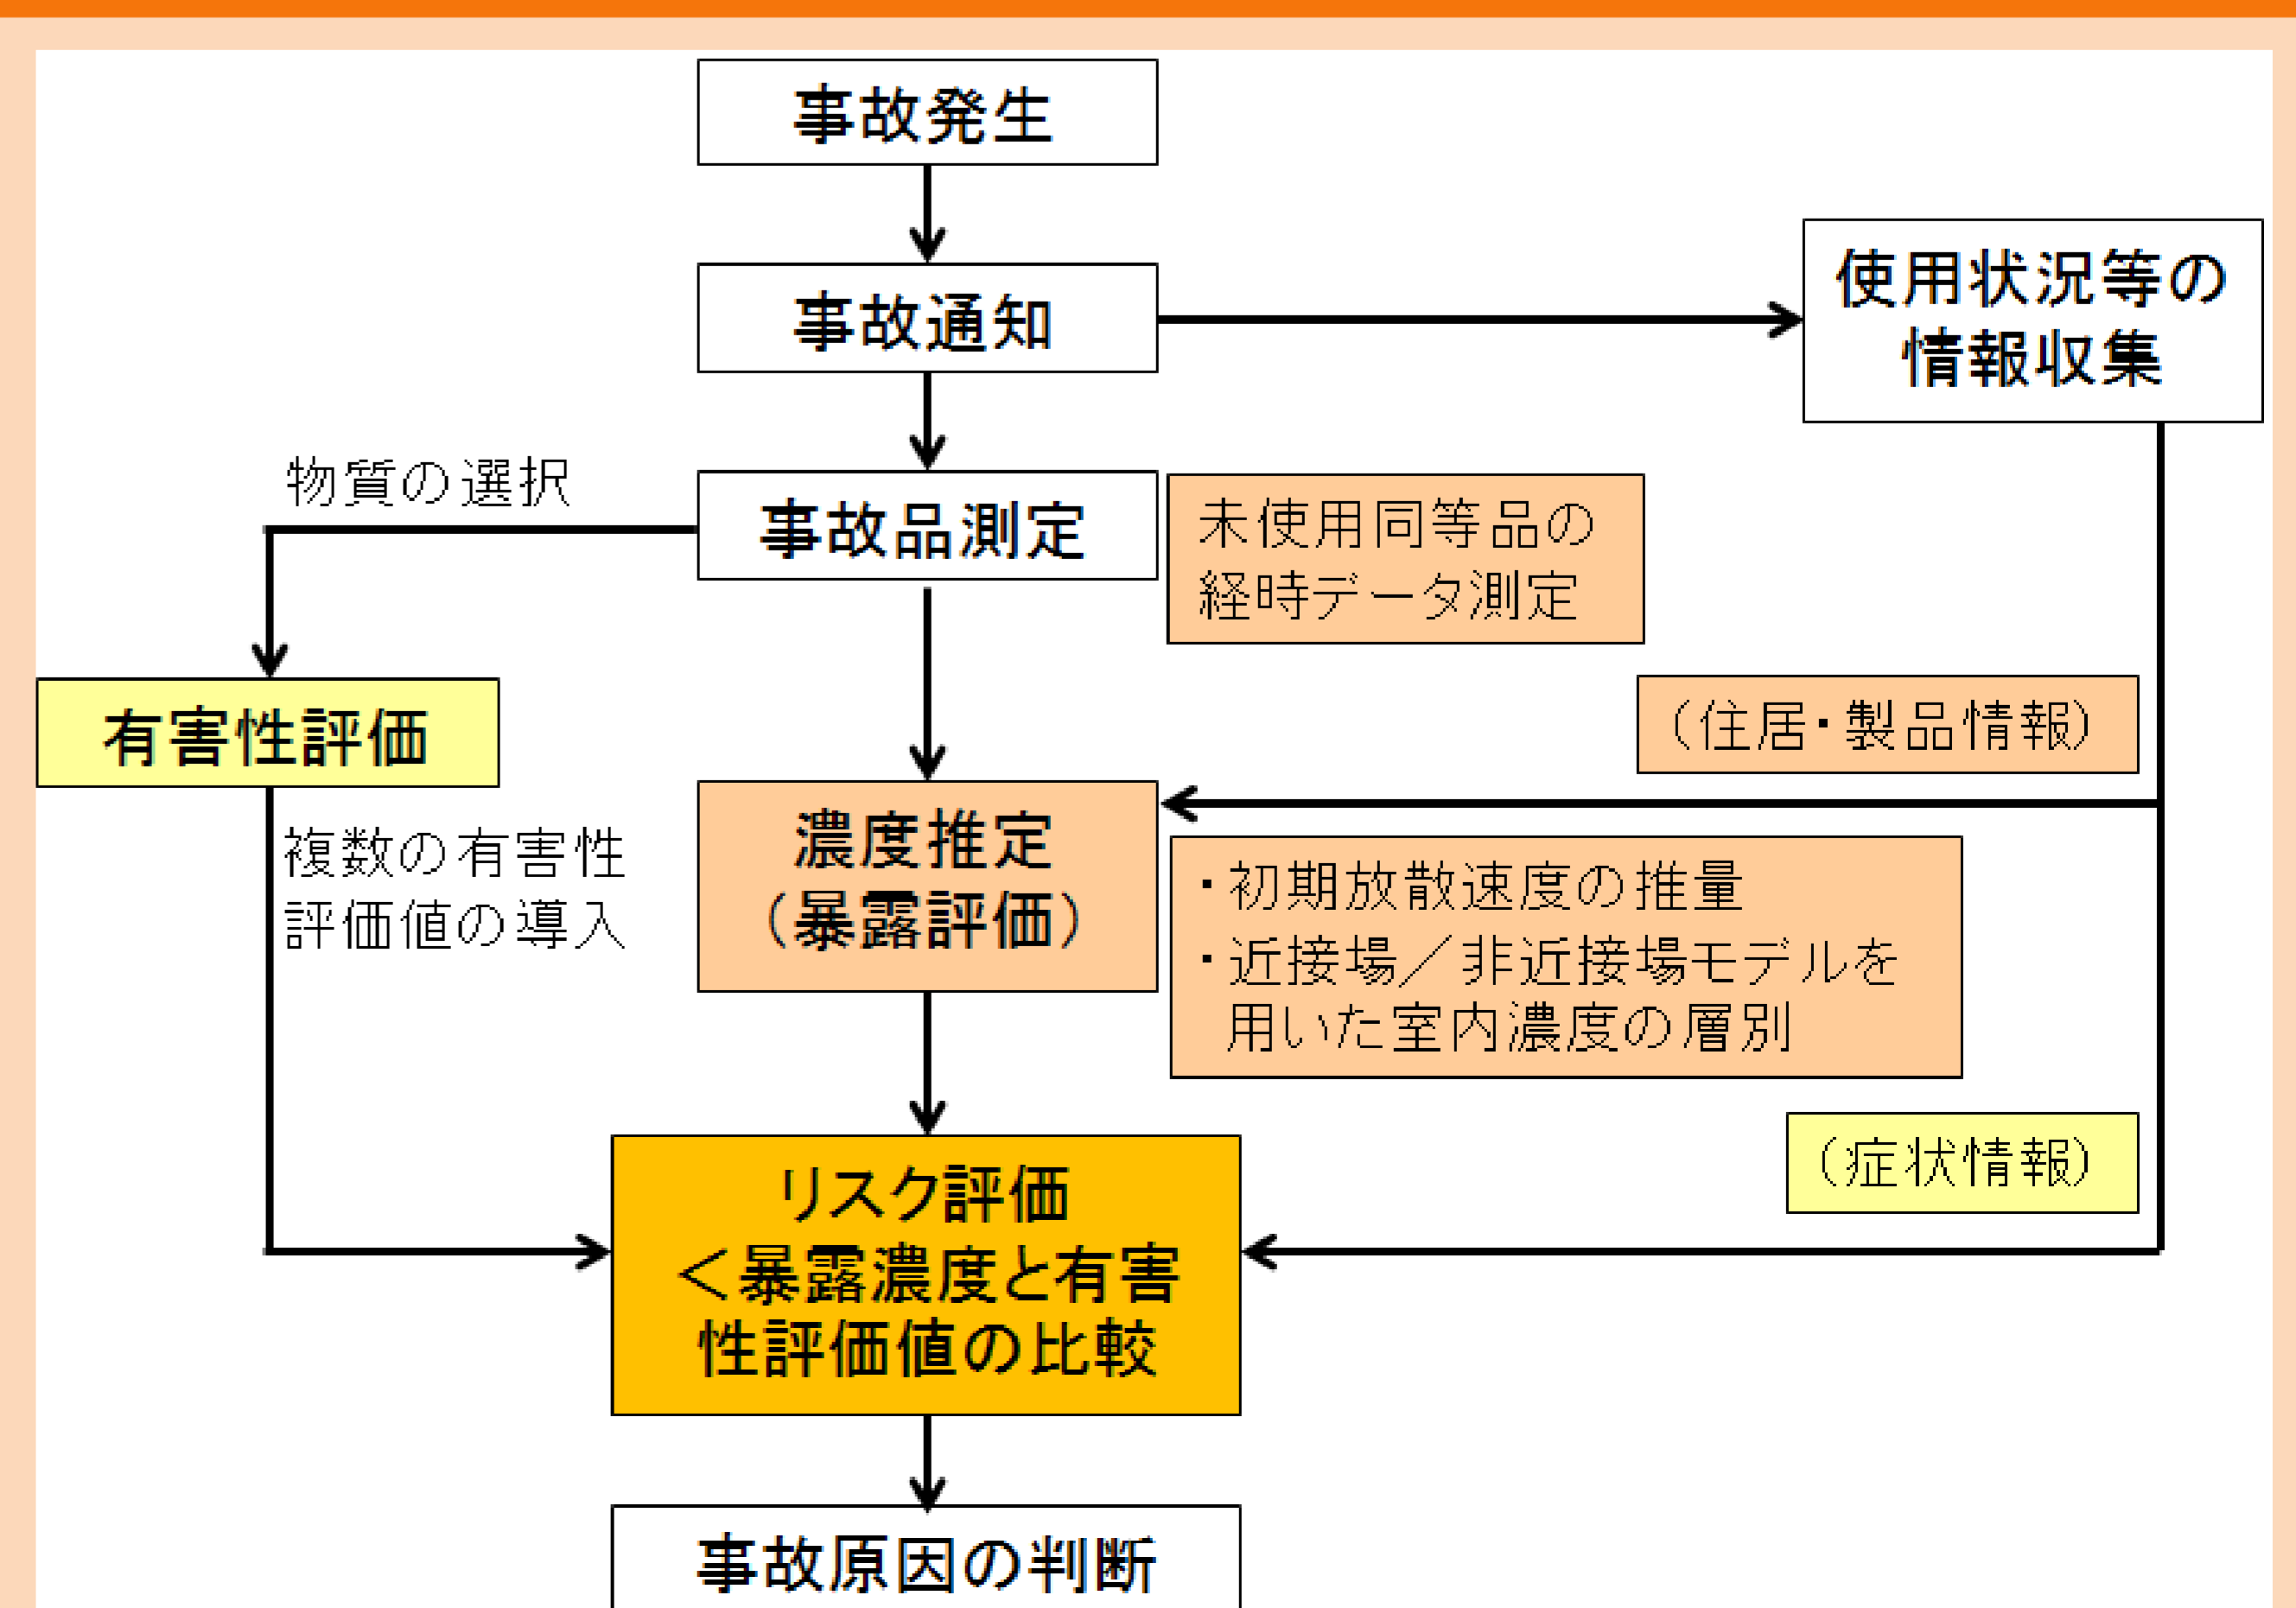 事故発生
事故通知
使用状況等の
情報収集
物質の選択
事故品測定
未使用同等品の
経時データ測定
有害性評価
（住居・製品情報）
複数の有害性
評価値の導入
濃度推定
（暴露評価）
・初期放散速度の推量
・近接場／非近接場モデルを
用いた室内濃度の層別
（症状情報）
リスク評価
＜暴露濃度と有害
性評価値の比較
事故原因の判断